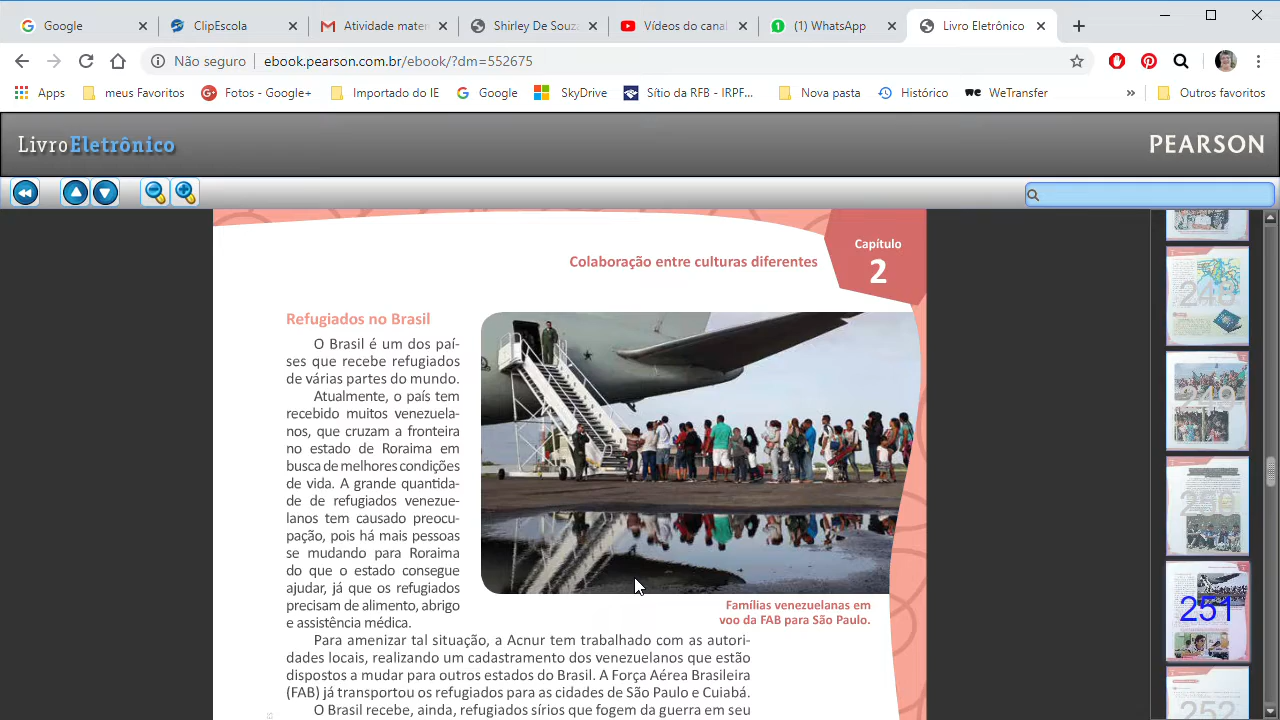 Google
ClipEscola
Atividade mater
Shirley De Souz
Vídeos do canal
(1) WhatsApp
Livro Eletrônico
Não seguro
ebook.pearson.com.br/ebook/?dm=552675
Apps
meus Favoritos
Fotos - Google+
Importado do IE
Google
SkyDrive
Sítio da RFB - IRPF...
Nova pasta
Histórico
WeTransfer
»
Outros favoritos
LivroEletrônico
PEARSON
Colaboração entre culturas diferentes
Capítulo
2
Refugiados no Brasil
O Brasil é um dos paí-
ses que recebe refugiados
de várias partes do mundo.
Atualmente, o país tem
recebido muitos venezuela-
nos, que cruzam a fronteira
no estado de Roraima em
busca de melhores condições
de vida. A grande quantida-
de de refugiados venezue-
lanos tem causado preocu-
pação, pois há mais pessoas
se mudando para Roraima
do que o estado consegue
ajudar, já que os refugiados
precisam de alimento, abrigo
e assistência médica.
Famílias venezuelanas em
voo da FAB para São Paulo.
Para amenizar tal situação, a Acnur tem trabalhado com as autori-
dades locais, realizando um cadastramento dos venezuelanos que estão
dispostos a mudar para outros estados do Brasil. A Força Aérea Brasileira
(FAB) já transportou os refugiados para as cidades de São Paulo e Cuiabá.
O Brasil recebe, ainda, refugiados sírios que fogem da guerra em seu
248
249
250
251
252